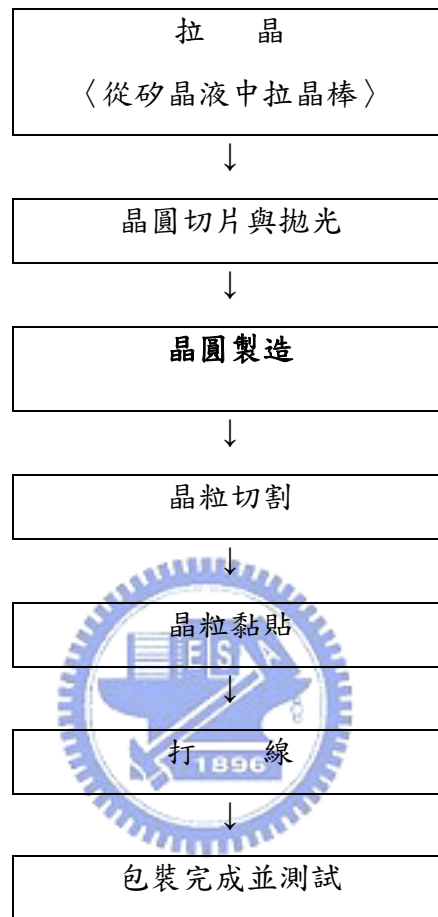 拉 晶
〈從矽晶液中拉晶棒〉
↓
晶圓切片與拋光
↓
晶圓製造
↓
晶粒切割
↓
晶粒黏貼
↓
打 線
↓
包裝完成並測試
E S A
1896